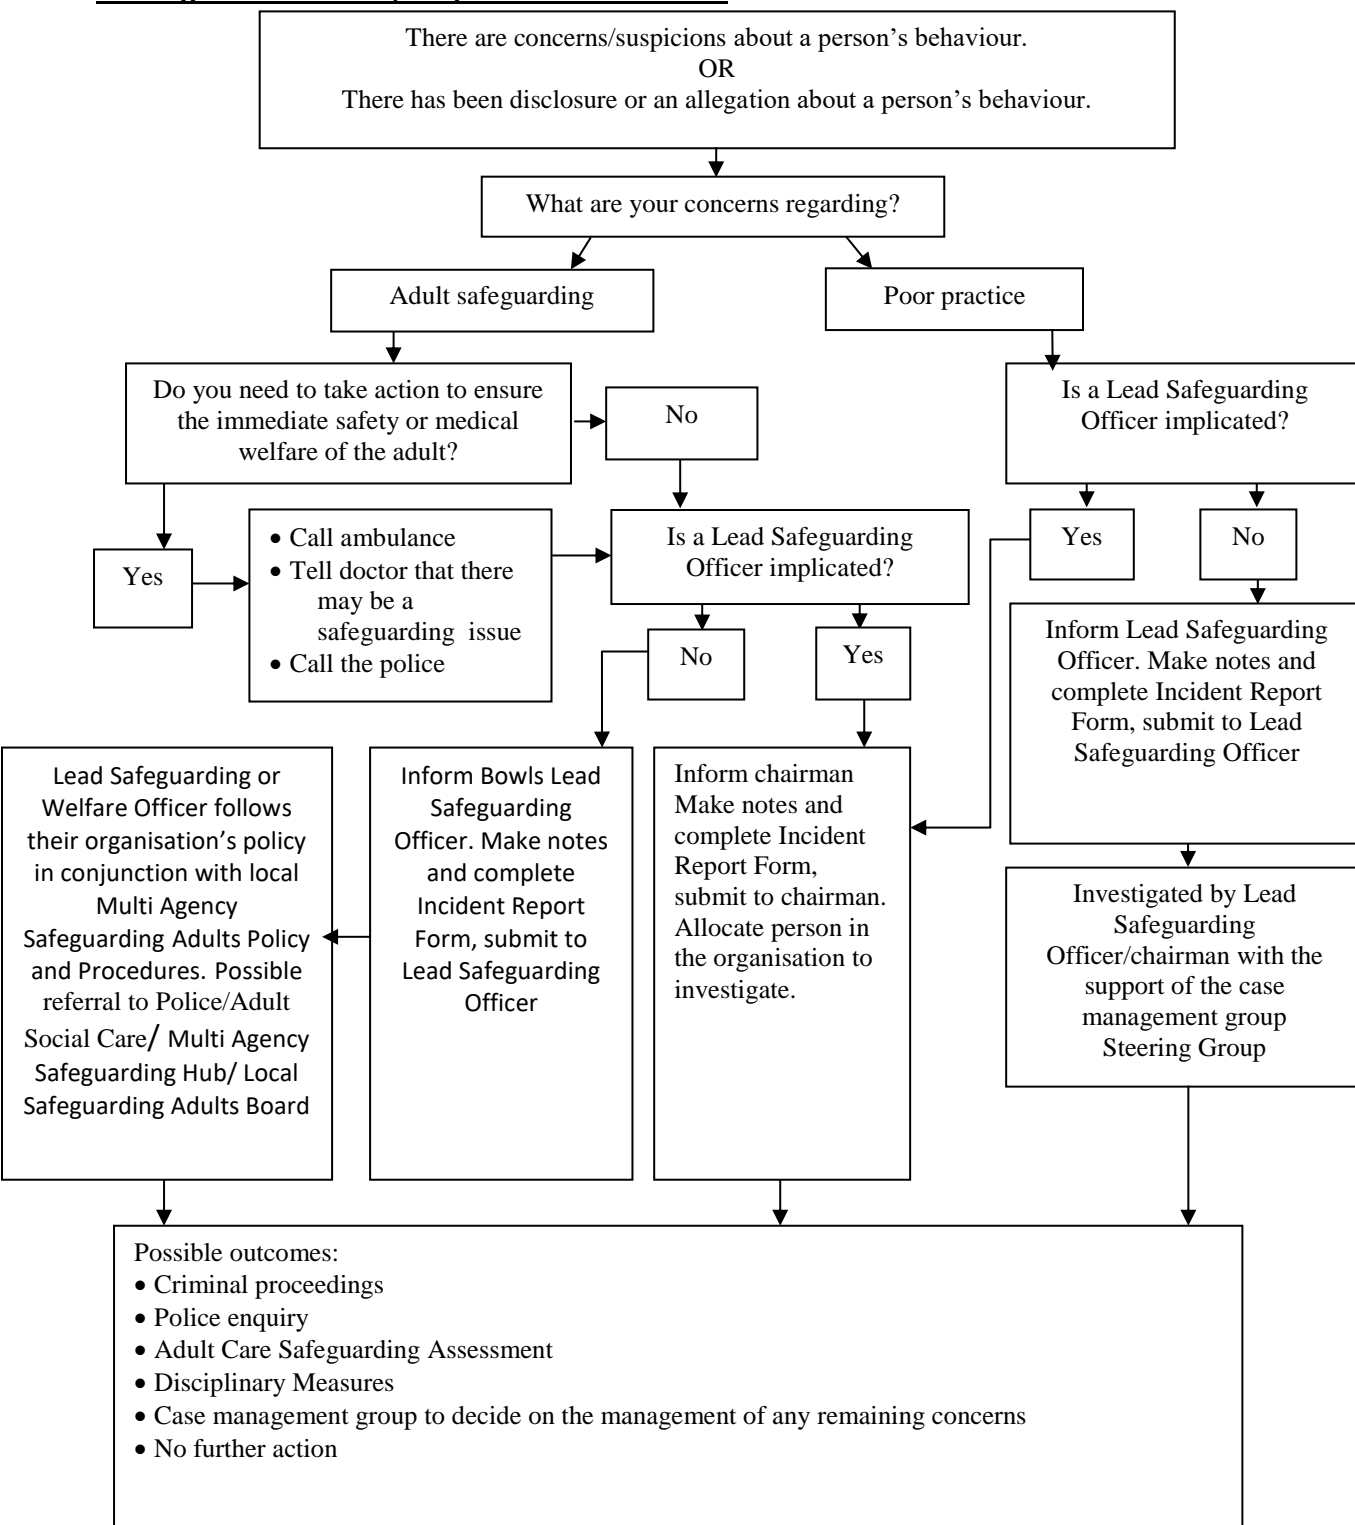 There are concerns/suspicions about a person’s behaviour.
OR
There has been disclosure or an allegation about a person’s behaviour.
What are your concerns regarding?
Adult safeguarding
Poor practice
Do you need to take action to ensure
the immediate safety or medical
welfare of the adult?
No
Is a Lead Safeguarding
Officer implicated?
Yes
• Call ambulance
• Tell doctor that there
may be a
safeguarding issue
• Call the police
Is a Lead Safeguarding
Officer implicated?
Yes
No
No
Yes
Inform Lead Safeguarding
Officer. Make notes and
complete Incident Report
Form, submit to Lead
Safeguarding Officer
Lead Safeguarding or
Welfare Officer follows
their organisation’s policy
in conjunction with local
Multi Agency
Safeguarding Adults Policy
and Procedures. Possible
referral to Police/Adult
Social Care/ Multi Agency
Safeguarding Hub/ Local
Safeguarding Adults Board
Inform Bowls Lead
Safeguarding
Officer. Make notes
and complete
Incident Report
Form, submit to
Lead Safeguarding
Officer
Inform chairman
Make notes and
complete Incident
Report Form,
submit to chairman.
Allocate person in
the organisation to
investigate.
Investigated by Lead
Safeguarding
Officer/chairman with the
support of the case
management group
Steering Group
Possible outcomes:
• Criminal proceedings
• Police enquiry
• Adult Care Safeguarding Assessment
• Disciplinary Measures
• Case management group to decide on the management of any remaining concerns
• No further action